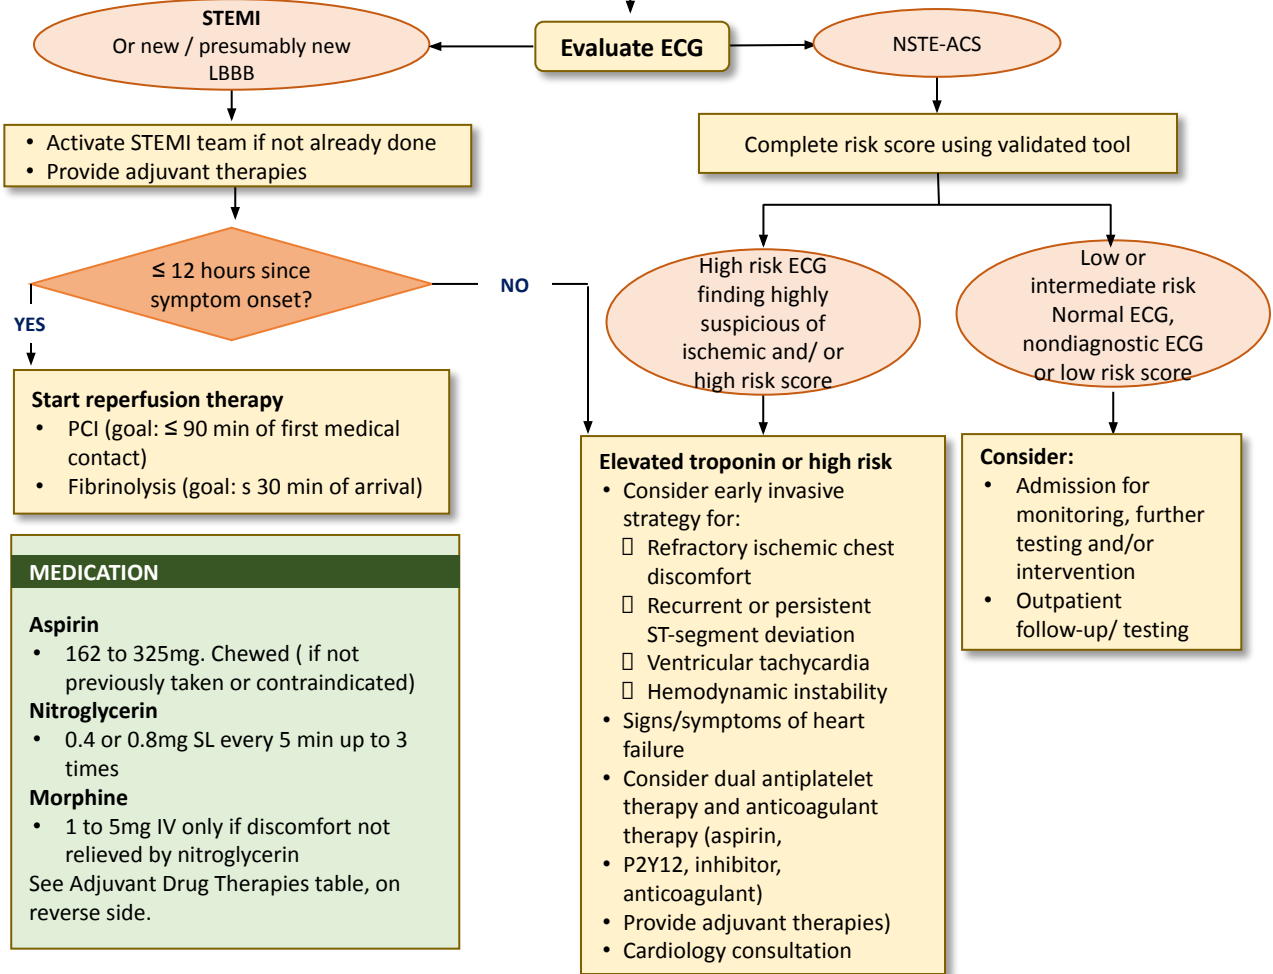 STEMI
Or new / presumably new
LBBB
Evaluate ECG
NSTE-ACS
• Activate STEMI team if not already done
• Provide adjuvant therapies
Complete risk score using validated tool
≤ 12 hours since
symptom onset?
NO
YES
High risk ECG
finding highly
suspicious of
ischemic and/ or
high risk score
Low or
intermediate risk
Normal ECG,
nondiagnostic ECG
or low risk score
Start reperfusion therapy
• PCI (goal: ≤ 90 min of first medical
contact)
• Fibrinolysis (goal: s 30 min of arrival)
MEDICATION
Aspirin
• 162 to 325mg. Chewed ( if not
previously taken or contraindicated)
Nitroglycerin
• 0.4 or 0.8mg SL every 5 min up to 3
times
Morphine
• 1 to 5mg IV only if discomfort not
relieved by nitroglycerin
See Adjuvant Drug Therapies table, on
reverse side.
Elevated troponin or high risk
• Consider early invasive
strategy for:
▯ Refractory ischemic chest
discomfort
▯ Recurrent or persistent
ST-segment deviation
▯ Ventricular tachycardia
▯ Hemodynamic instability
• Signs/symptoms of heart
failure
• Consider dual antiplatelet
therapy and anticoagulant
therapy (aspirin,
• P2Y12, inhibitor,
anticoagulant)
• Provide adjuvant therapies)
• Cardiology consultation
Consider:
• Admission for
monitoring, further
testing and/or
intervention
• Outpatient
follow-up/ testing